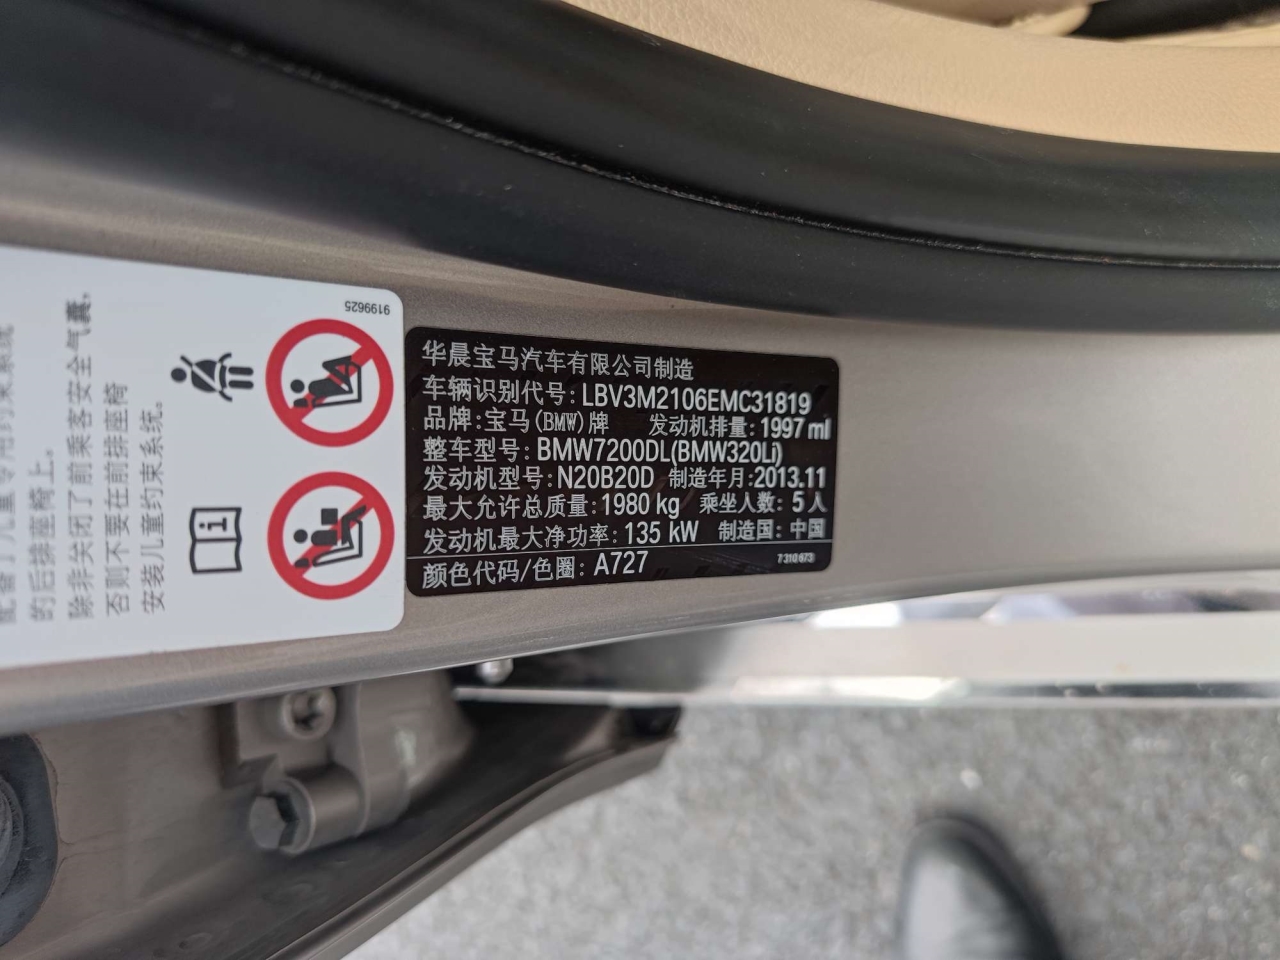 华晨宝马汽车有限公司制造
车辆识别代号: LBV3M2106EMC31819
品牌: 宝马(BMW)牌 发动机排量: 1997 ml
整车型号: BMW7200DL(BMW320Li)
发动机型号: N20B20D 制造年月: 2013.11
最大允许总质量: 1980 kg 乘坐人数: 5人
发动机最大净功率: 135 kW 制造国: 中国
颜色代码/色圈: A727 7310673
9199625
的后排座椅上。
除非关闭了前乘客安全气囊,
否则不要在前排座椅
安装儿童约束系统。